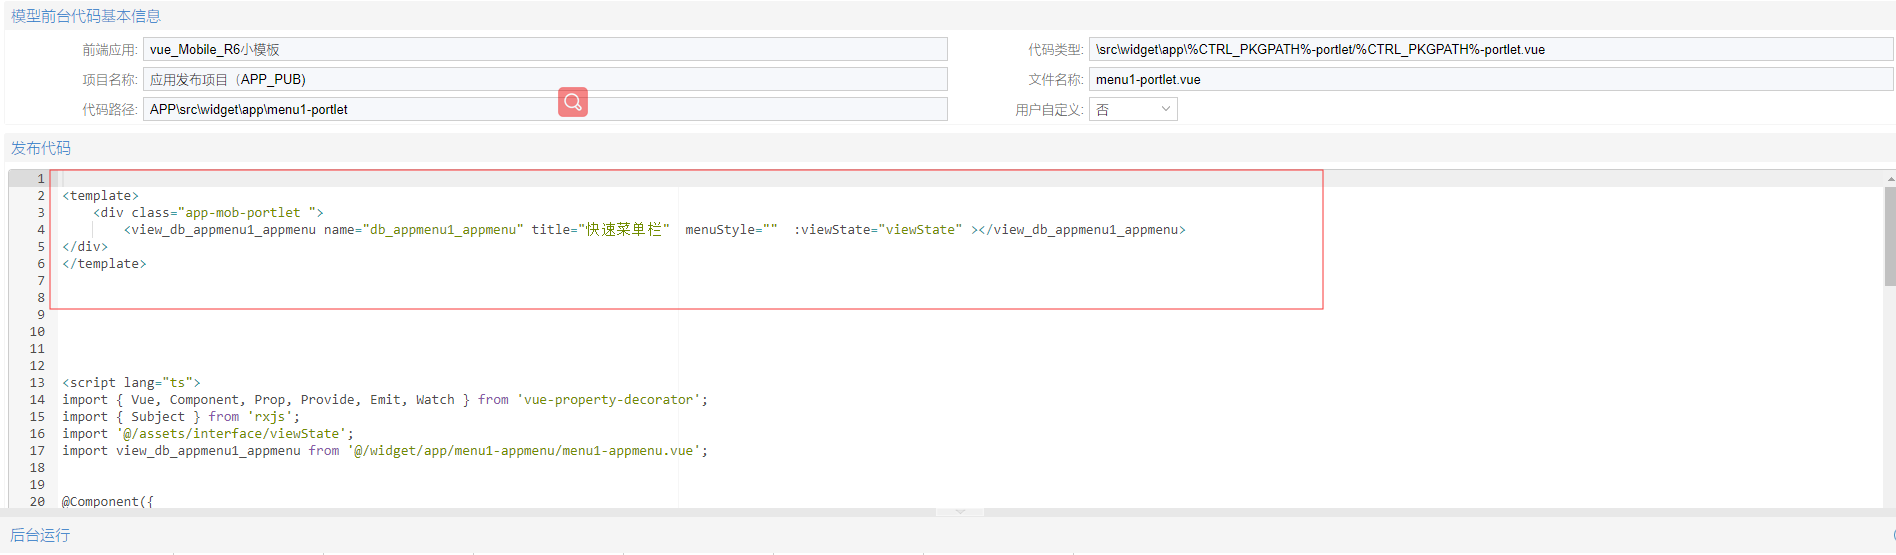 模型前台代码基本信息
前端应用: vue_Mobile_R6小模板
代码类型: \src\widget\app\%CTRL_PKGPATH%-portlet/%CTRL_PKGPATH%-portlet.vue
项目名称: 应用发布项目（APP_PUB)
文件名称: menu1-portlet.vue
代码路径: APP\src\widget\app\menu1-portlet
用户自定义: 否
发布代码
1
2 <template>
3 <div class="app-mob-portlet ">
4 <view_db_appmenu1_appmenu name="db_appmenu1_appmenu" title="快速菜单栏"  menuStyle=""  :viewState="viewState" ></view_db_appmenu1_appmenu>
5 </div>
6 </template>
7
8
9
10
11
12
13 <script lang="ts">
14 import { Vue, Component, Prop, Provide, Emit, Watch } from 'vue-property-decorator';
15 import { Subject } from 'rxjs';
16 import '@/assets/interface/viewState';
17 import view_db_appmenu1_appmenu from '@/widget/app/menu1-appmenu/menu1-appmenu.vue';
18
19
20 @Component({
后台运行